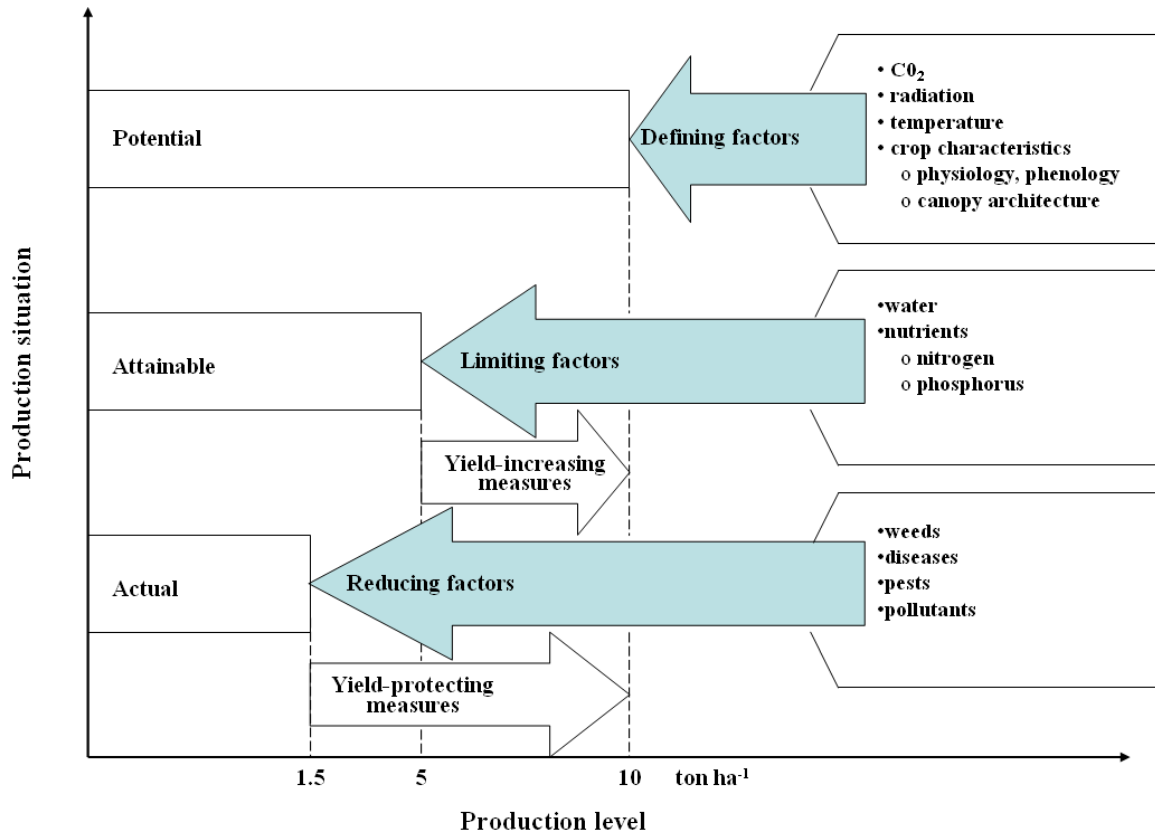 Production situation
Potential
Defining factors
• C0₂
• radiation
• temperature
• crop characteristics
o physiology, phenology
o canopy architecture
Attainable
Limiting factors
•water
•nutrients
o nitrogen
o phosphorus
Yield-increasing
measures
Actual
Reducing factors
•weeds
•diseases
•pests
•pollutants
Yield-protecting
measures
1.5 5 10 ton ha⁻¹
Production level